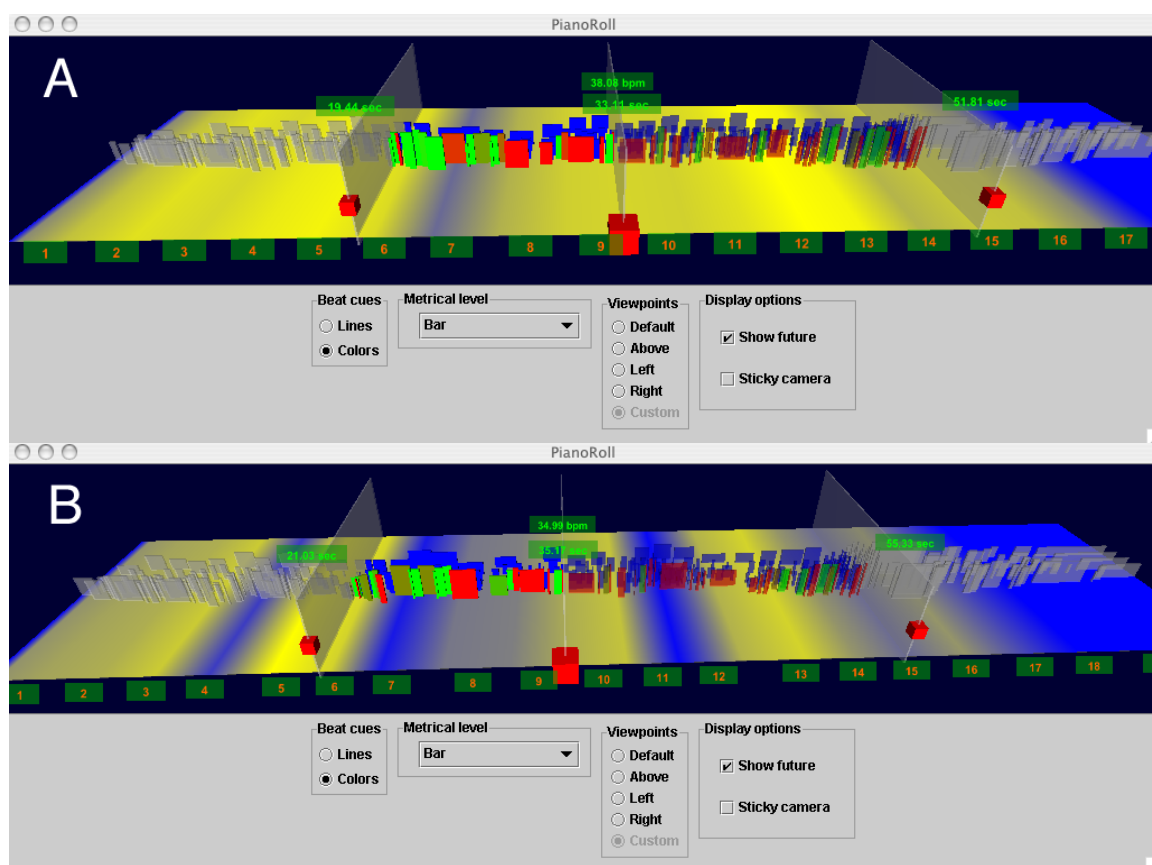 PianoRoll
A
38.08 bpm
19.44 sec
33.11 sec
51.81 sec
1 2 3 4 5 6 7 8 9 10 11 12 13 14 15 16 17
Beat cues
Lines
Colors
Metrical level
Bar
Viewpoints
Default
Above
Left
Right
Custom
Display options
Show future
Sticky camera
PianoRoll
B
34.99 bpm
21.03 sec
35.17 sec
55.33 sec
1 2 3 4 5 6 7 8 9 10 11 12 13 14 15 16 17 18
Beat cues
Lines
Colors
Metrical level
Bar
Viewpoints
Default
Above
Left
Right
Custom
Display options
Show future
Sticky camera